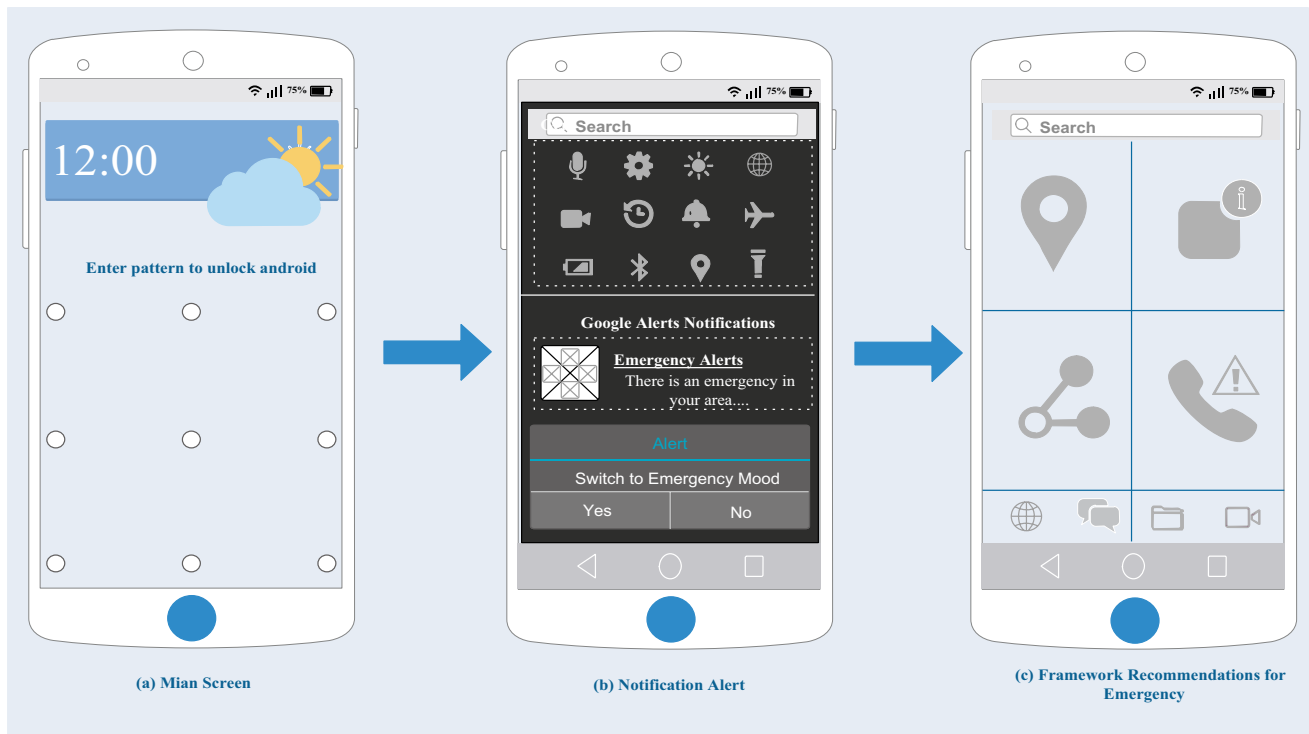 75%
12:00
Enter pattern to unlock android
(a) Mian Screen
75%
Search
Google Alerts Notifications
Emergency Alerts
There is an emergency in
your area....
Alert
Switch to Emergency Mood
Yes No
(b) Notification Alert
75%
Search
i
(c) Framework Recommendations for
Emergency